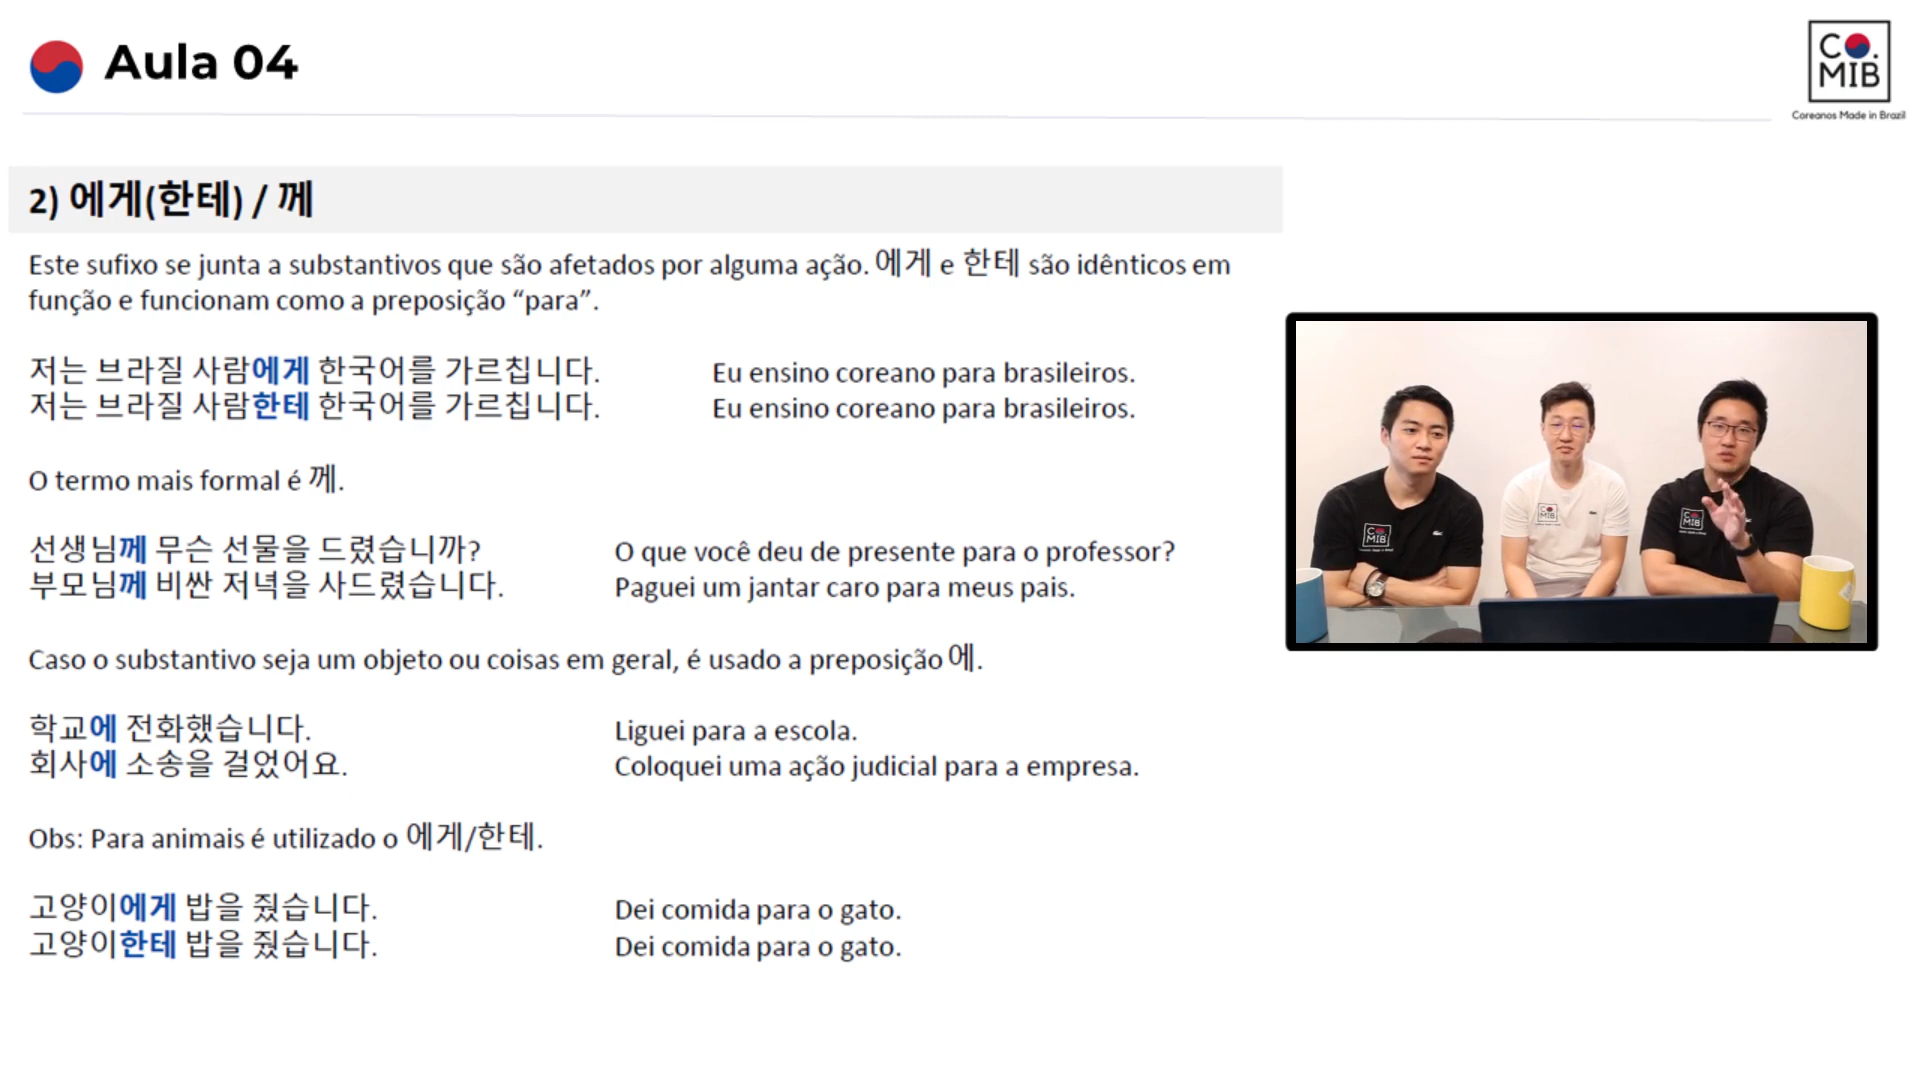 Aula 04
CO.
MIB
Coreanos Made in Brazil
2) 에게(한테) / 께
Este sufixo se junta a substantivos que são afetados por alguma ação. 에게 e 한테 são idênticos em
função e funcionam como a preposição “para”.
저는 브라질 사람에게 한국어를 가르칩니다. Eu ensino coreano para brasileiros.
저는 브라질 사람한테 한국어를 가르칩니다. Eu ensino coreano para brasileiros.
O termo mais formal é 께.
선생님께 무슨 선물을 드렸습니까? O que você deu de presente para o professor?
부모님께 비싼 저녁을 사드렸습니다. Paguei um jantar caro para meus pais.
Caso o substantivo seja um objeto ou coisas em geral, é usado a preposição 에.
학교에 전화했습니다. Liguei para a escola.
회사에 소송을 걸었어요. Coloquei uma ação judicial para a empresa.
Obs: Para animais é utilizado o 에게/한테.
고양이에게 밥을 줬습니다. Dei comida para o gato.
고양이한테 밥을 줬습니다. Dei comida para o gato.
CO.
MIB
CO.
MIB
CO.
MIB